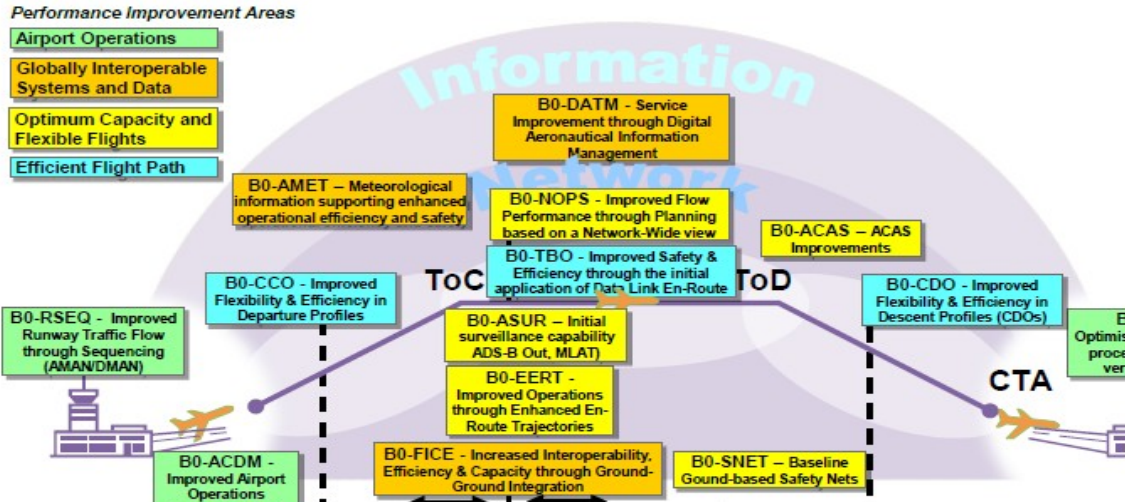 Performance Improvement Areas
Airport Operations
Globally Interoperable
Systems and Data
Optimum Capacity and
Flexible Flights
Efficient Flight Path
Information
Network
B0-DATM - Service
Improvement through Digital
Aeronautical Information
Management
B0-AMET – Meteorological
information supporting enhanced
operational efficiency and safety
B0-NOPS - Improved Flow
Performance through Planning
based on a Network-Wide view
B0-ACAS – ACAS
Improvements
ToC
B0-TBO - Improved Safety &
Efficiency through the initial
application of Data Link En-Route
ToD
B0-CCO - Improved
Flexibility & Efficiency in
Departure Profiles
B0-CDO - Improved
Flexibility & Efficiency in
Descent Profiles (CDOs)
B0-RSEQ - Improved
Runway Traffic Flow
through Sequencing
(AMAN/DMAN)
B0-ASUR – Initial
surveillance capability
ADS-B Out, MLAT)
B0-EERT -
Improved Operations
through Enhanced En-
Route Trajectories
CTA
B0-ACDM -
Improved Airport
Operations
B0-FICE - Increased Interoperability,
Efficiency & Capacity through Ground-
Ground Integration
B0-SNET – Baseline
Gound-based Safety Nets